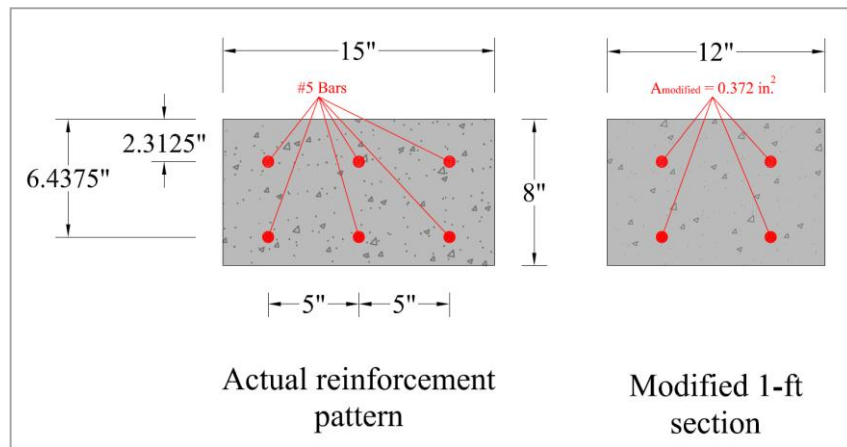 15"
12"
#5 Bars
Amodified = 0.372 in.²
2.3125"
6.4375"
8"
5"
5"
Actual reinforcement
pattern
Modified 1-ft
section